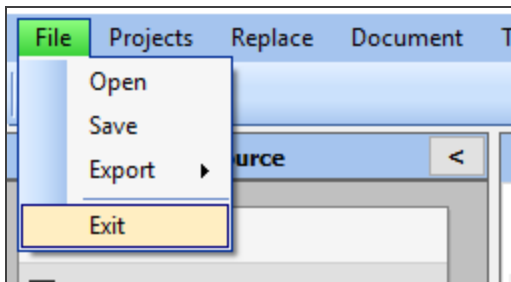 File Projects Replace Document T
Open
Save
urce <
Export
Exit